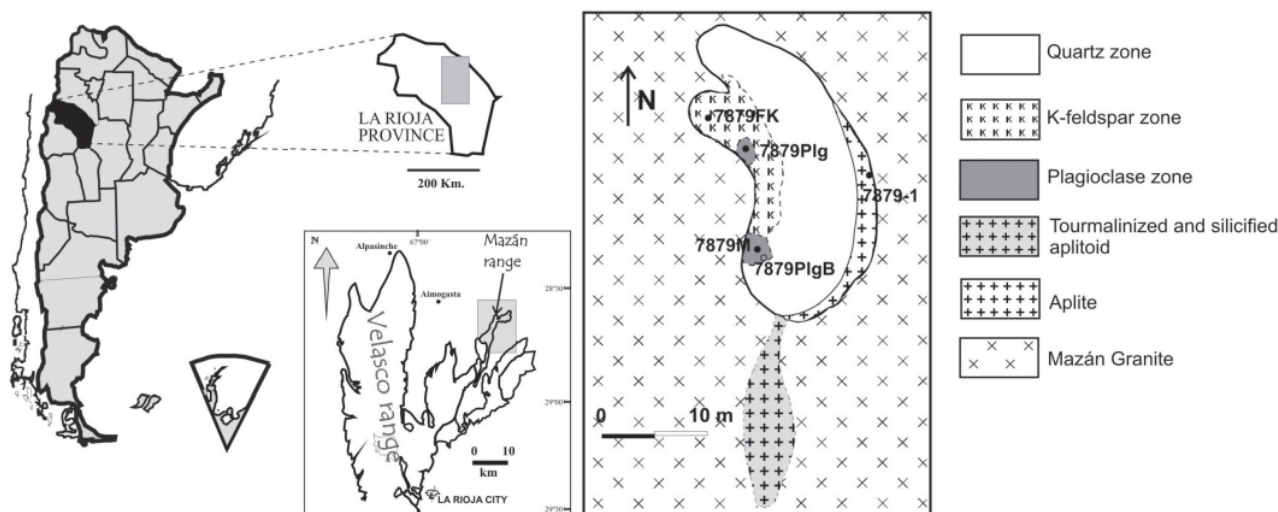 LA RIOJA
PROVINCE
200 Km.
N
Alpasinche
67°00'
Mazán
range
Aimogasta
28°30'
Velasco range
29°00'
0 10
km
LA RIOJA CITY
29°30'
N
7879FK
7879Plg
7879-1
7879M
7879PlgB
0 10 m
Quartz zone
K-feldspar zone
Plagioclase zone
Tourmalinized and silicified
aplitoid
Aplite
Mazán Granite